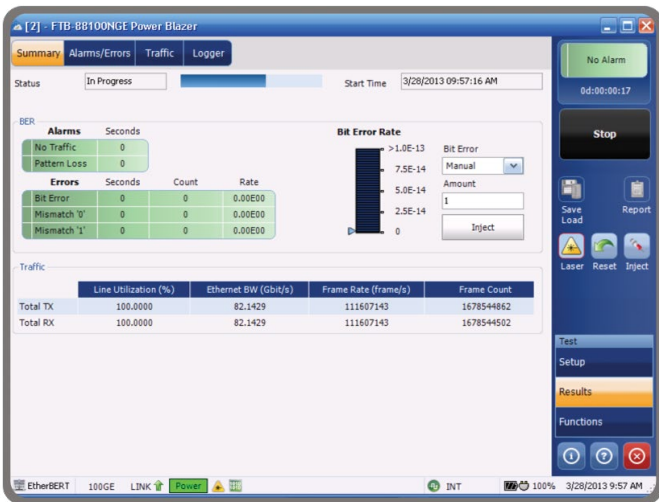 [2] - FTB-88100NGE Power Blazer
Summary Alarms/Errors Traffic Logger
Status In Progress Start Time 3/28/2013 09:57:16 AM
BER
Alarms Seconds
No Traffic 0
Pattern Loss 0
Errors Seconds Count Rate
Bit Error 0 0 0.00E00
Mismatch '0' 0 0 0.00E00
Mismatch '1' 0 0 0.00E00
Bit Error Rate
>1.0E-13
7.5E-14
5.0E-14
2.5E-14
0
Bit Error
Manual
Amount
1
Inject
Traffic
Line Utilization (%) Ethernet BW (Gbit/s) Frame Rate (frame/s) Frame Count
Total TX 100.0000 82.1429 111607143 1678544862
Total RX 100.0000 82.1429 111607143 1678544502
No Alarm
0d:00:00:17
Stop
Save Load
Report
Laser Reset Inject
Test
Setup
Results
Functions
EtherBERT 100GE LINK Power INT 100% 3/28/2013 9:57 AM